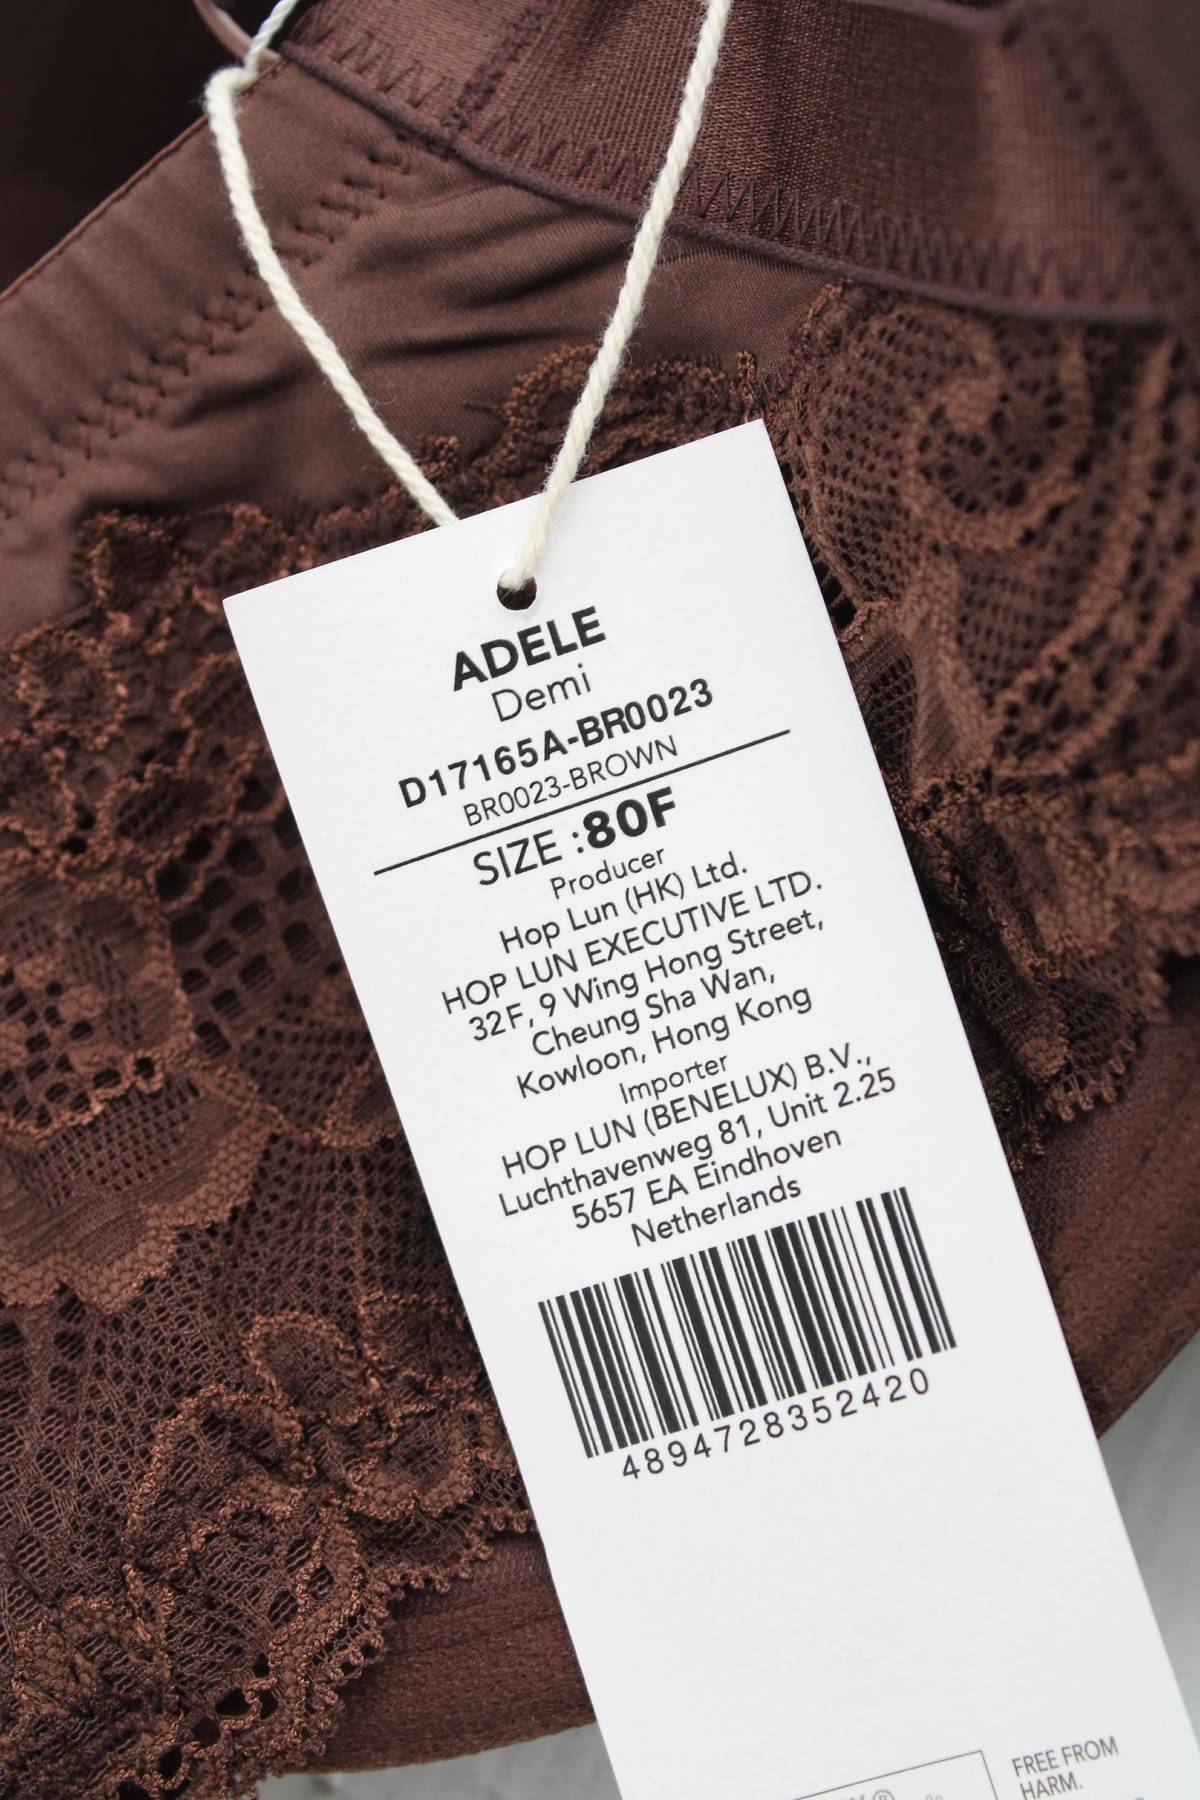 ADELE
Demi
D17165A-BR0023
BR0023-BROWN
SIZE :80F
Producer
Hop Lun (HK) Ltd.
HOP LUN EXECUTIVE LTD.
32F, 9 Wing Hong Street,
Cheung Sha Wan,
Kowloon, Hong Kong
Importer
HOP LUN (BENELUX) B.V.,
Luchthavenweg 81, Unit 2.25
5657 EA Eindhoven
Netherlands
4894728352420
FREE FROM
HARM.